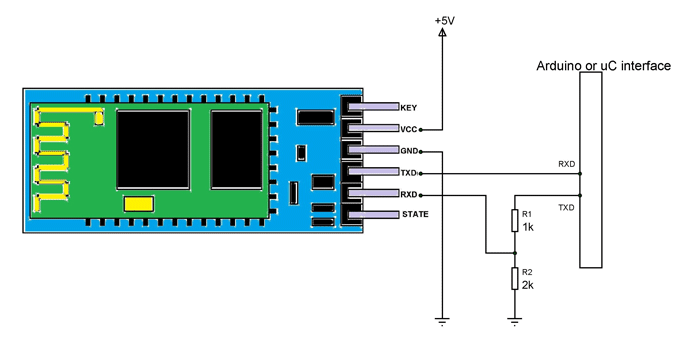 +5V
Arduino or uC interface
KEY
VCC
GND
TXD
RXD
RXD
TXD
STATE
R1
1k
R2
2k